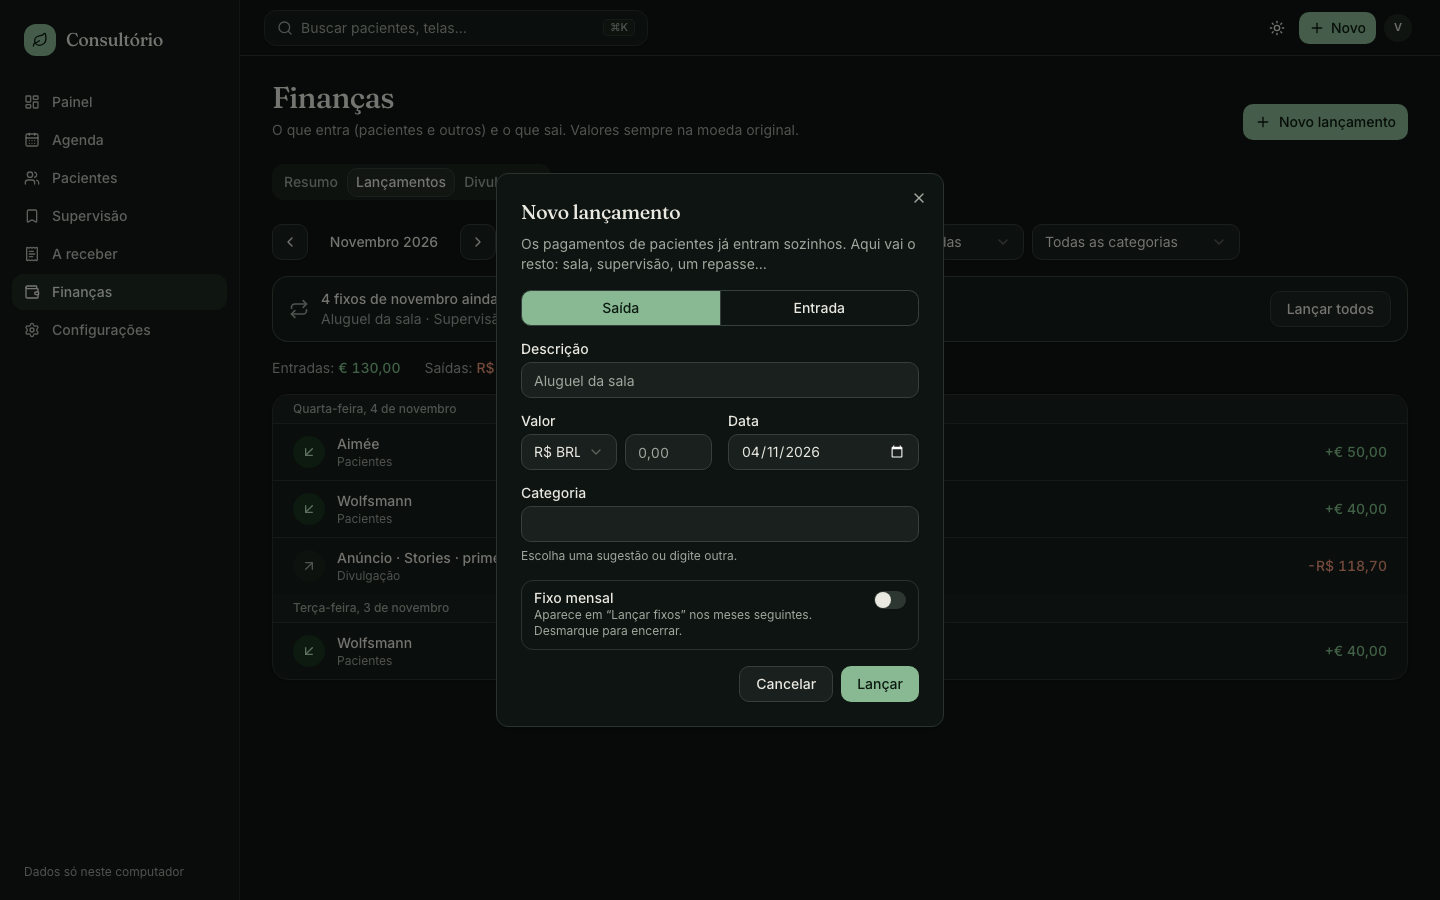 Consultório
Buscar pacientes, telas...
⌘K
Novo
V
Painel
Agenda
Pacientes
Supervisão
A receber
Finanças
Configurações
Dados só neste computador
Finanças
O que entra (pacientes e outros) e o que sai. Valores sempre na moeda original.
Novo lançamento
Resumo
Lançamentos
Novembro 2026
Todas as categorias
4 fixos de novembro ainda
Aluguel da sala ·
Lançar todos
Entradas: € 130,00
Saídas: R$
Quarta-feira, 4 de novembro
Aimée
Pacientes
+€ 50,00
Wolfsmann
Pacientes
+€ 40,00
Anúncio · Stories ·
Divulgação
-R$ 118,70
Terça-feira, 3 de novembro
Wolfsmann
Pacientes
+€ 40,00
Novo lançamento
Os pagamentos de pacientes já entram sozinhos. Aqui vai o
resto: sala, supervisão, um repasse...
Saída
Entrada
Descrição
Aluguel da sala
Valor
Data
R$ BRL
0,00
04/11/2026
Categoria
Escolha uma sugestão ou digite outra.
Fixo mensal
Aparece em “Lançar fixos” nos meses seguintes.
Desmarque para encerrar.
Cancelar
Lançar